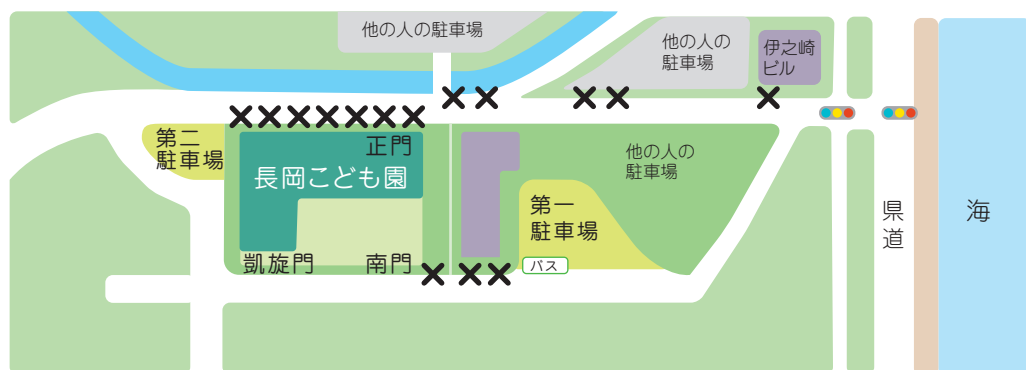 他の人の駐車場
他の人の
駐車場
伊之崎
ビル
第二
駐車場
正門
長岡こども園
他の人の
駐車場
第一
駐車場
凱旋門
南門
バス
県道
海